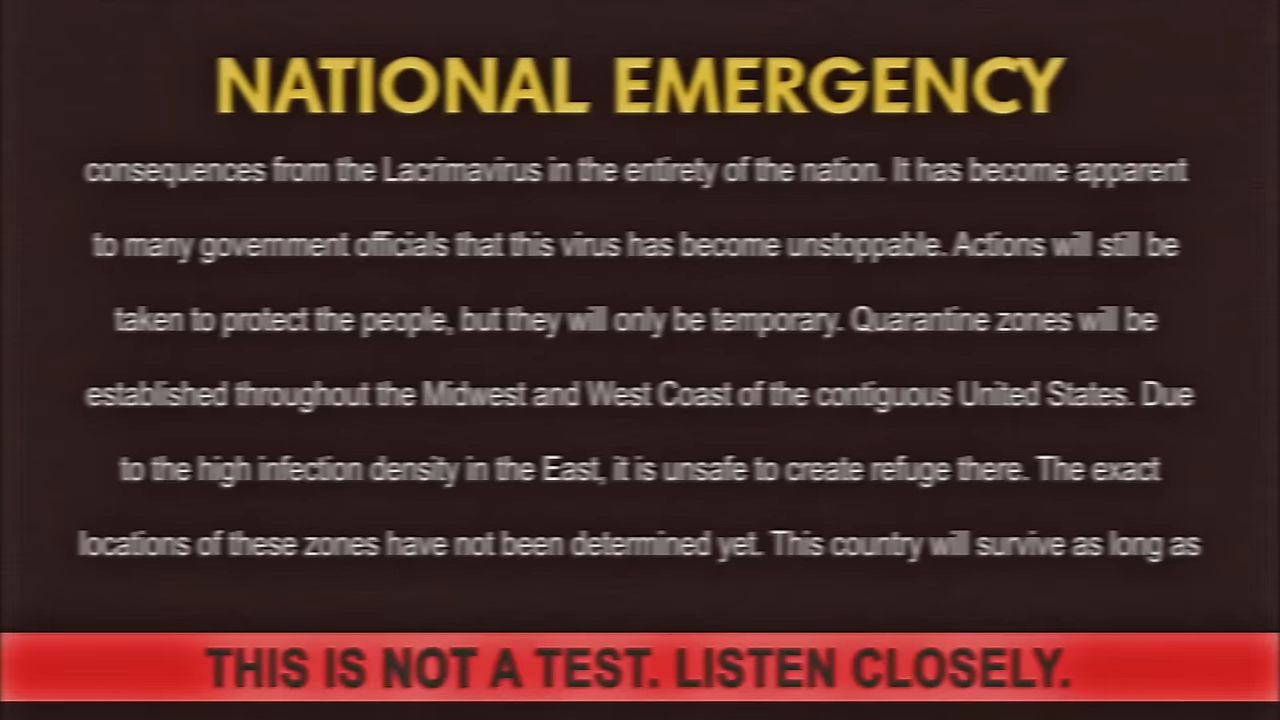 NATIONAL EMERGENCY
consequences from the Lacrimavirus in the entirety of the nation. It has become apparent
to many government officials that this virus has become unstoppable. Actions will still be
taken to protect the people, but they will only be temporary. Quarantine zones will be
established throughout the Midwest and West Coast of the contiguous United States. Due
to the high infection density in the East, it is unsafe to create refuge there. The exact
locations of these zones have not been determined yet. This country will survive as long as
THIS IS NOT A TEST. LISTEN CLOSELY.